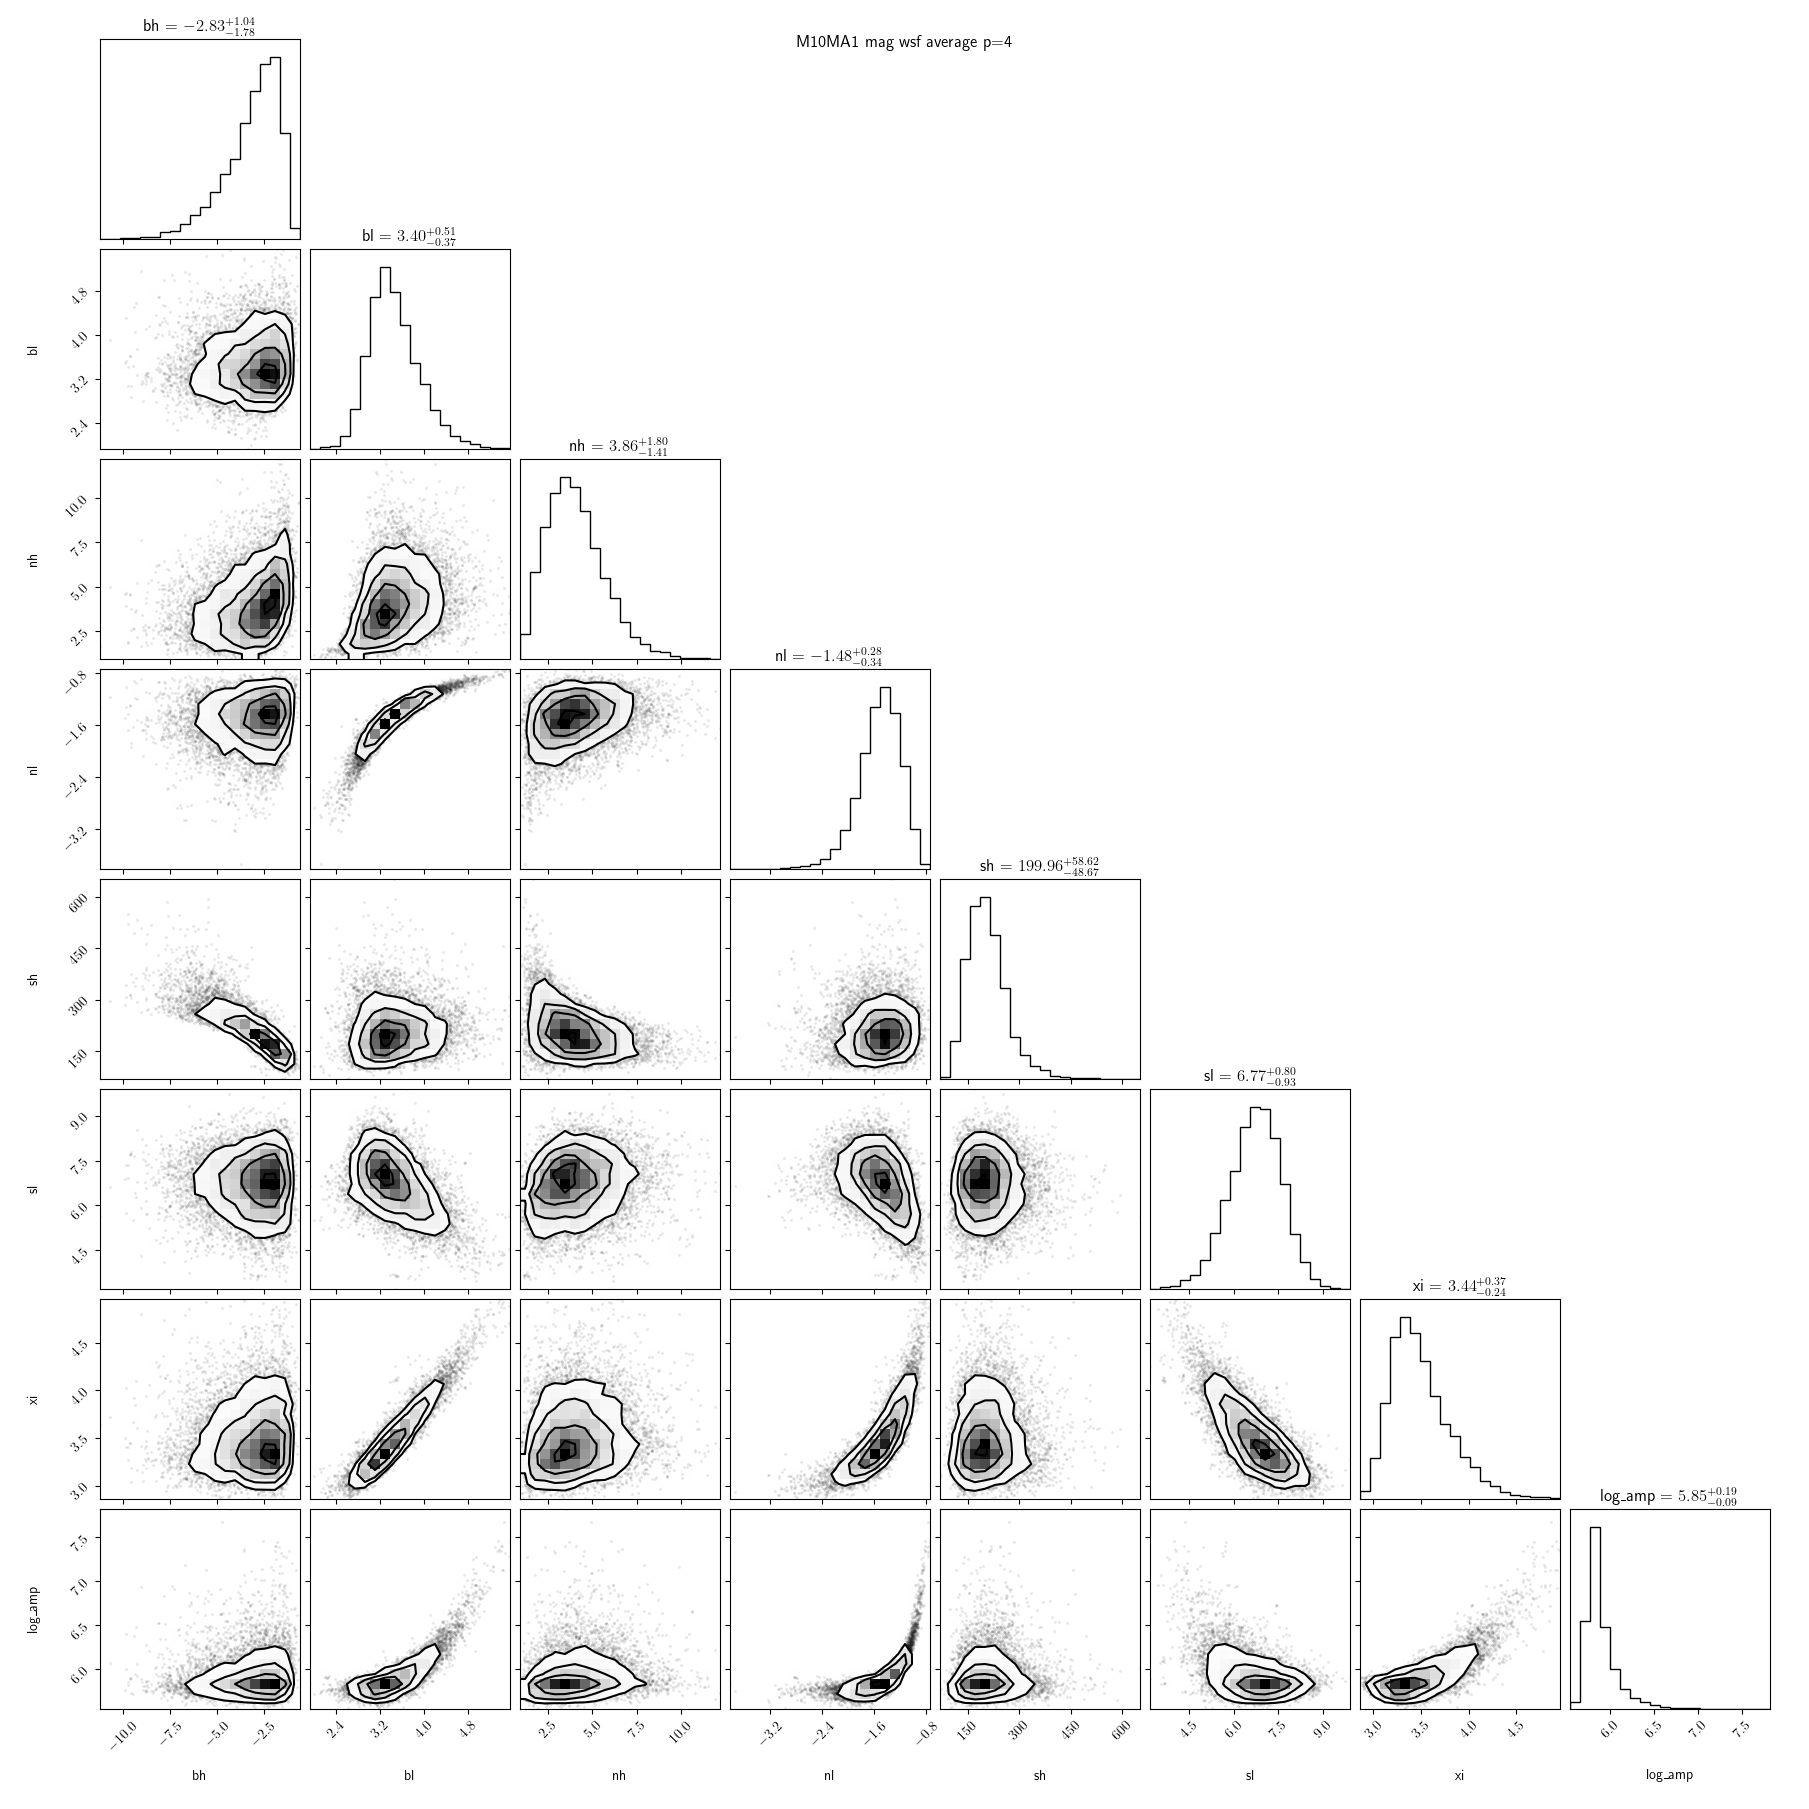 bh = −2.83+1.04−1.78
M10MA1 mag wsf average p=4
bl = 3.40+0.51−0.37
4.8
4.0
bl
3.2
2.4
nh = 3.86+1.80−1.41
10.0
7.5
nh
5.0
2.5
nl = −1.48+0.28−0.34
−0.8
−1.6
nl
−2.4
−3.2
sh = 199.96+58.62−48.67
600
450
sh
300
150
sl = 6.77+0.80−0.93
9.0
7.5
sl
6.0
4.5
xi = 3.44+0.37−0.24
4.5
4.0
xi
3.5
3.0
log_amp = 5.85+0.19−0.09
7.5
7.0
log_amp
6.5
6.0
−10.0 −7.5 −5.0 −2.5 2.4 3.2 4.0 4.8 2.5 5.0 7.5 10.0 −3.2 −2.4 −1.6 −0.8 150 300 450 600 4.5 6.0 7.5 9.0 3.0 3.5 4.0 4.5 6.0 6.5 7.0 7.5
bh bl nh nl sh sl xi log_amp